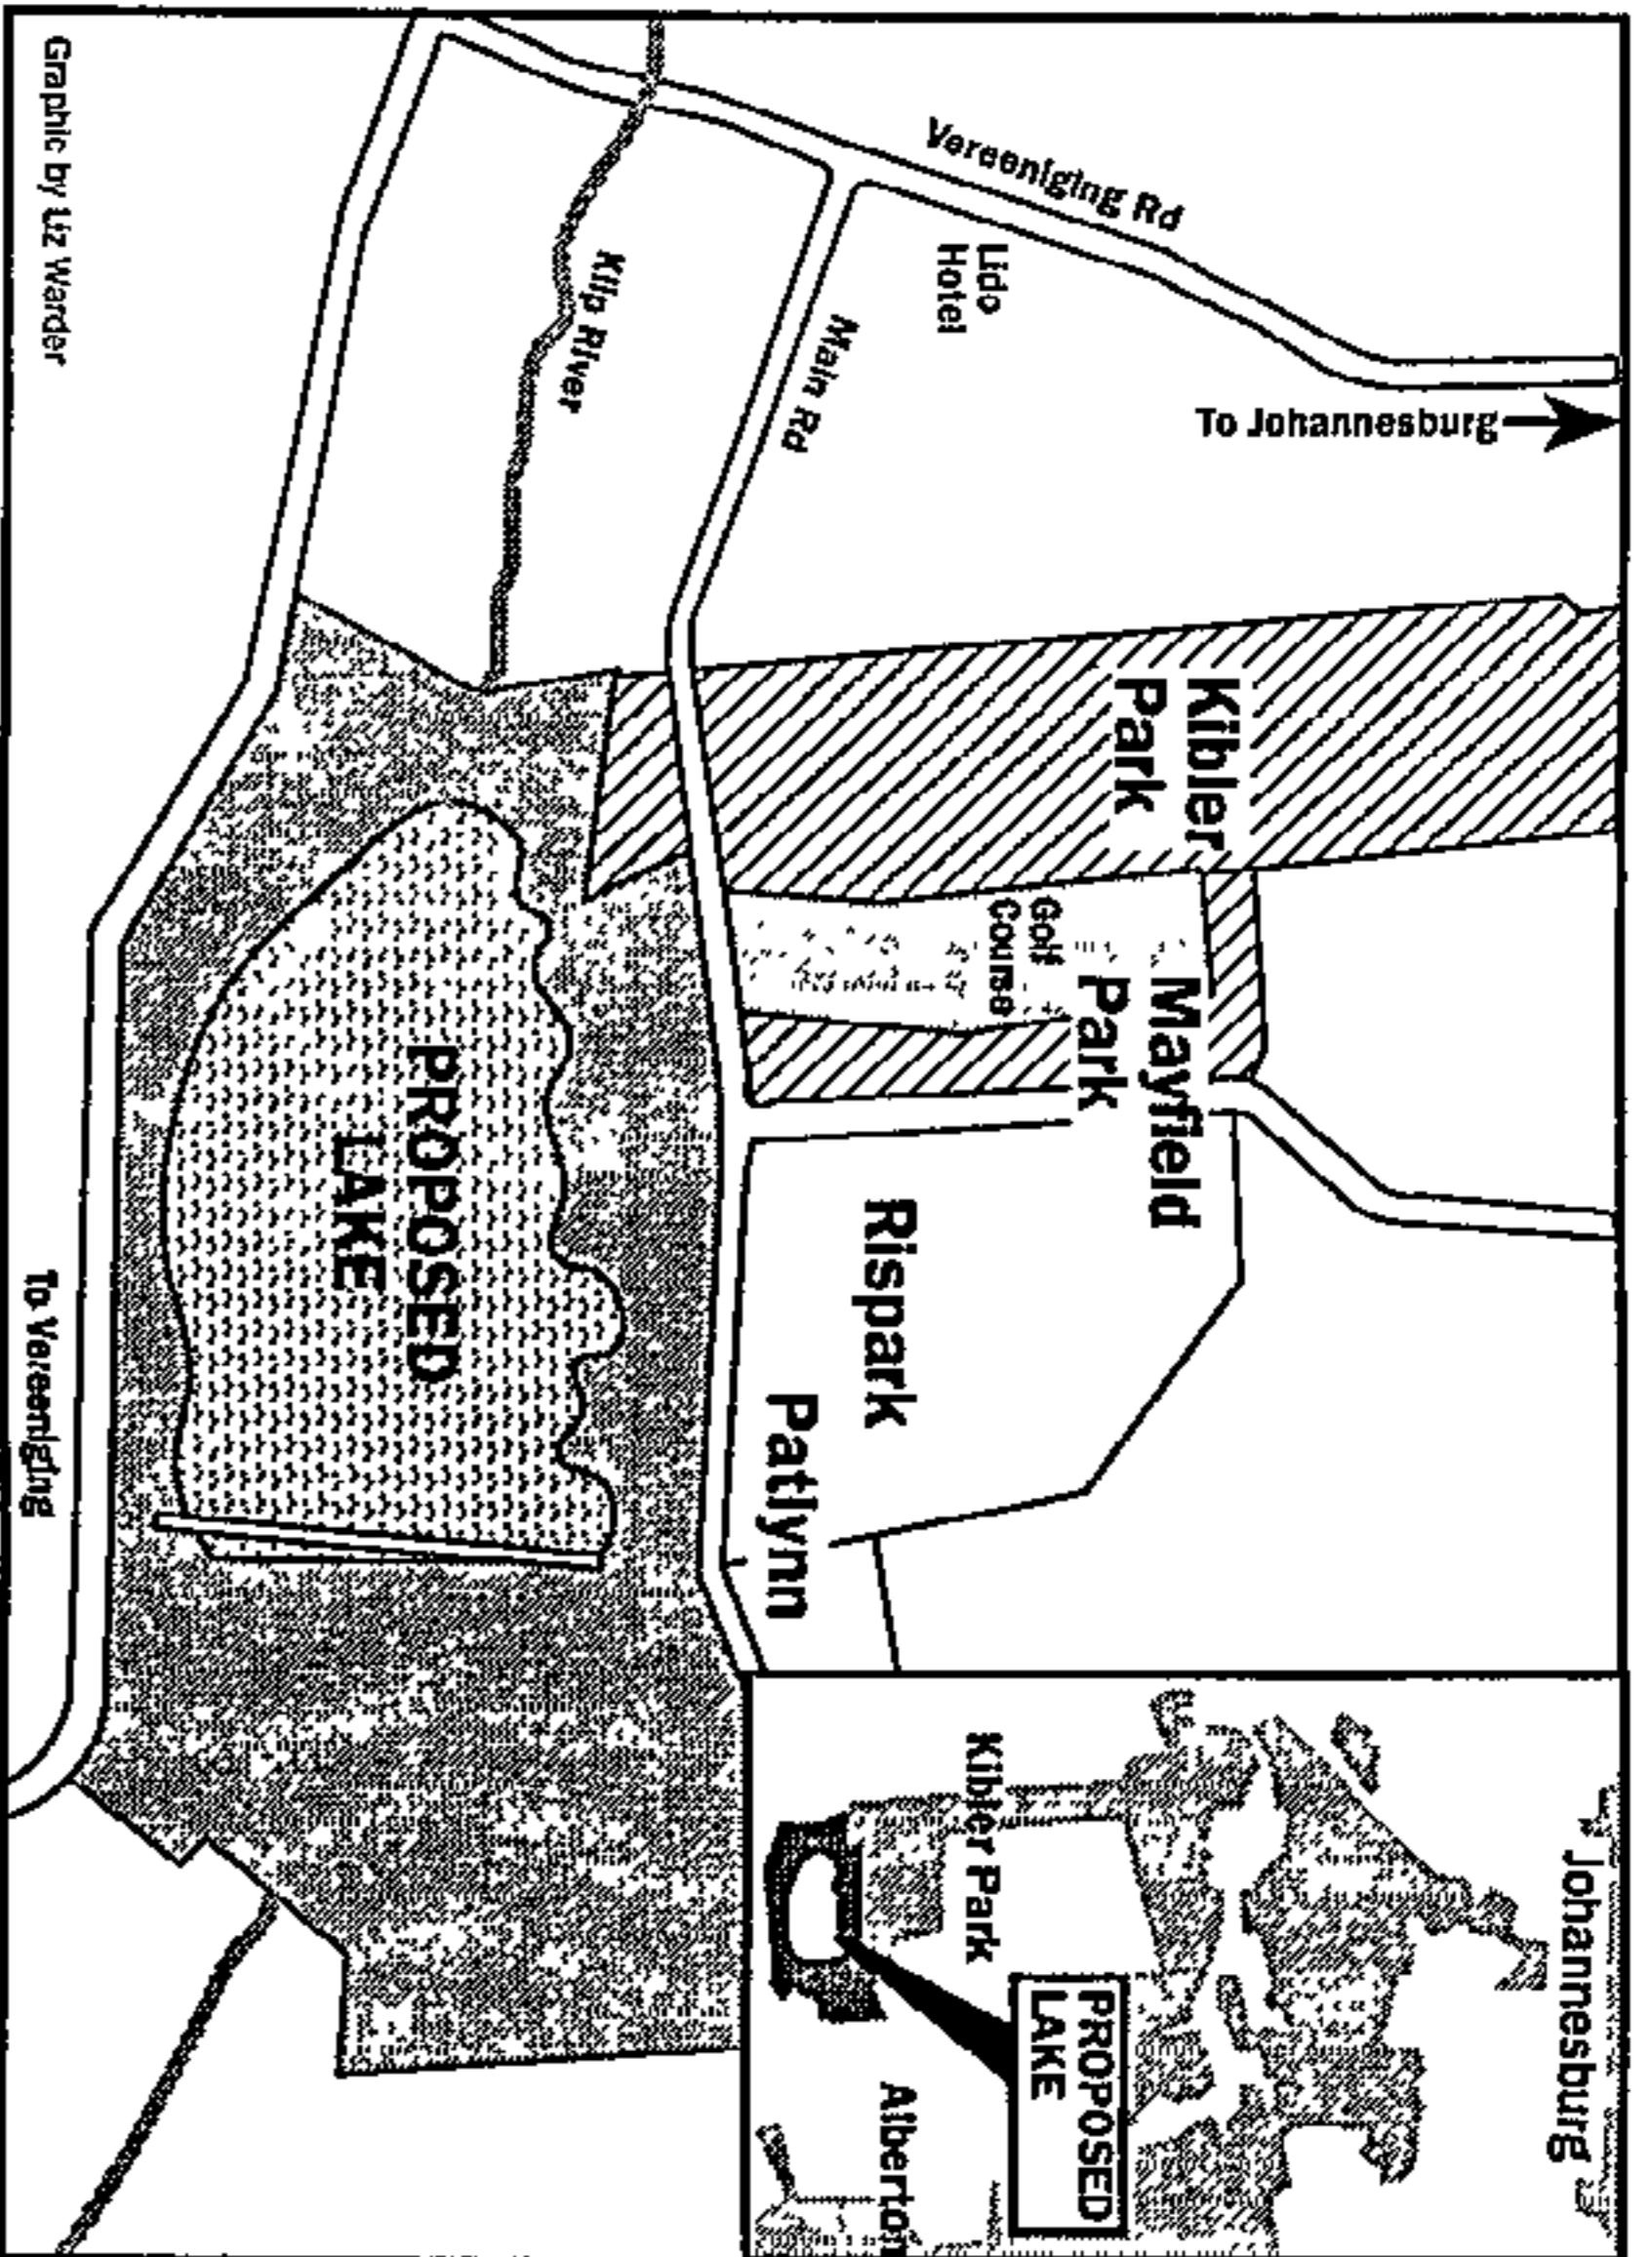 To Johannesburg
Vereeniging Rd
Lido
Hotel
Main Rd
Klip River
Kibler
Park
Golf
Course
Mayfield
Park
Rispark
Patlynn
PROPOSED
LAKE
To Vereeniging
Graphic by Liz Warder
Johannesburg
Kibler Park
PROPOSED
LAKE
Alberton